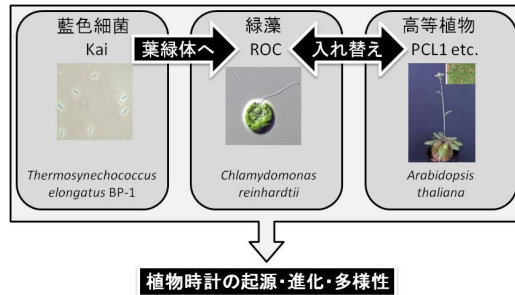 藍色細菌
Kai
葉緑体へ
緑藻
ROC
入れ替え
高等植物
PCL1 etc.
Thermosynechococcus
elongatus BP-1
Chlamydomonas
reinhardtii
Arabidopsis
thaliana
植物時計の起源・進化・多様性